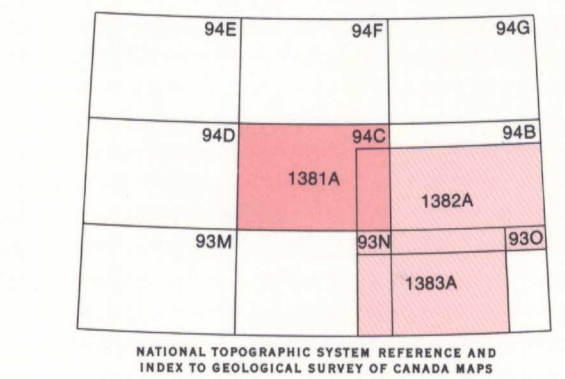 94E 94F 94G
94D 94C 94B
1381A
1382A
93M 93N 93O
1383A
NATIONAL TOPOGRAPHIC SYSTEM REFERENCE AND
INDEX TO GEOLOGICAL SURVEY OF CANADA MAPS